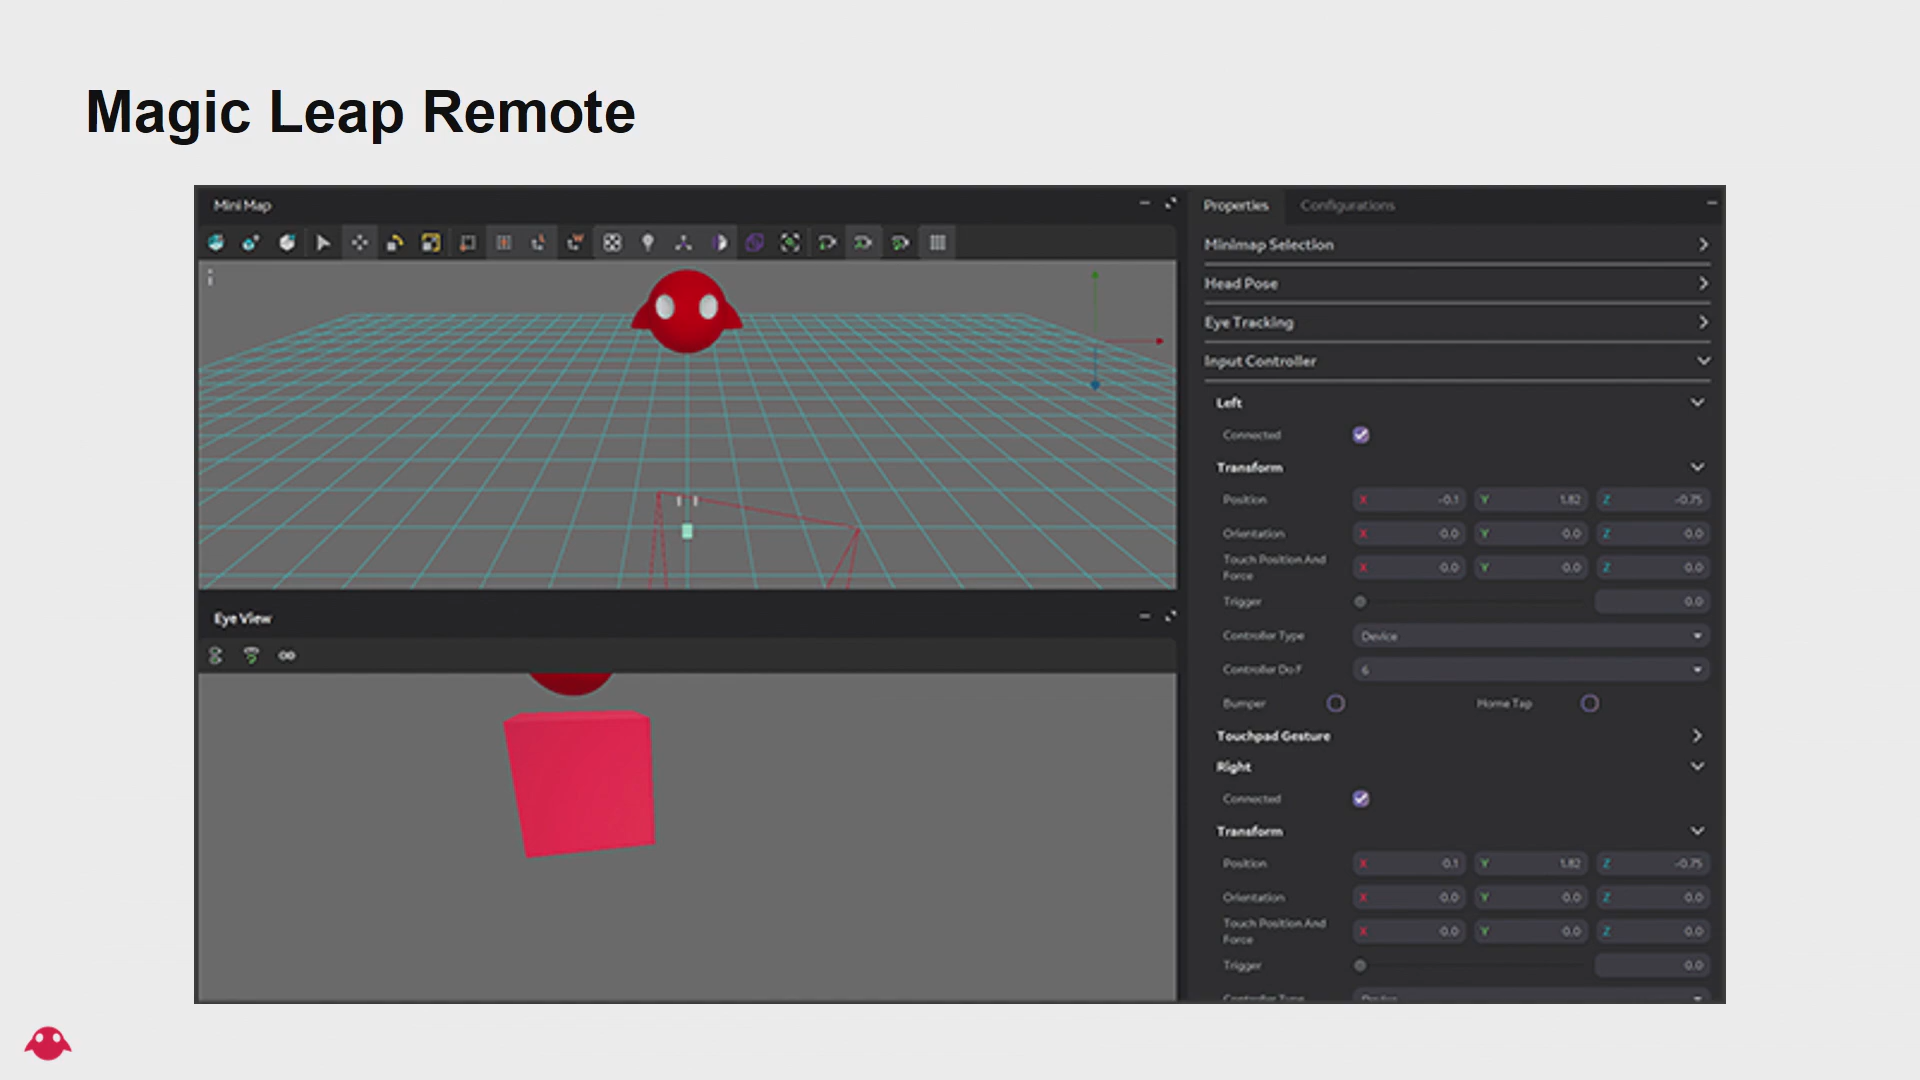 Magic Leap Remote
Mini Map
Properties Configurations
Minimap Selection
Head Pose
Eye Tracking
Input Controller
Left
Connected
Transform
Position X -0.1 Y 1.82 Z -0.75
Orientation X 0.0 Y 0.0 Z 0.0
Touch Position And
Force X 0.0 Y 0.0 Z 0.0
Trigger 0.0
Eye View
Controller Type Device
Controller DoF 6
Bumper Home Tap
Touchpad Gesture
Right
Connected
Transform
Position X 0.1 Y 1.82 Z -0.75
Orientation X 0.0 Y 0.0 Z 0.0
Touch Position And
Force X 0.0 Y 0.0 Z 0.0
Trigger 0.0
Controller Type Device